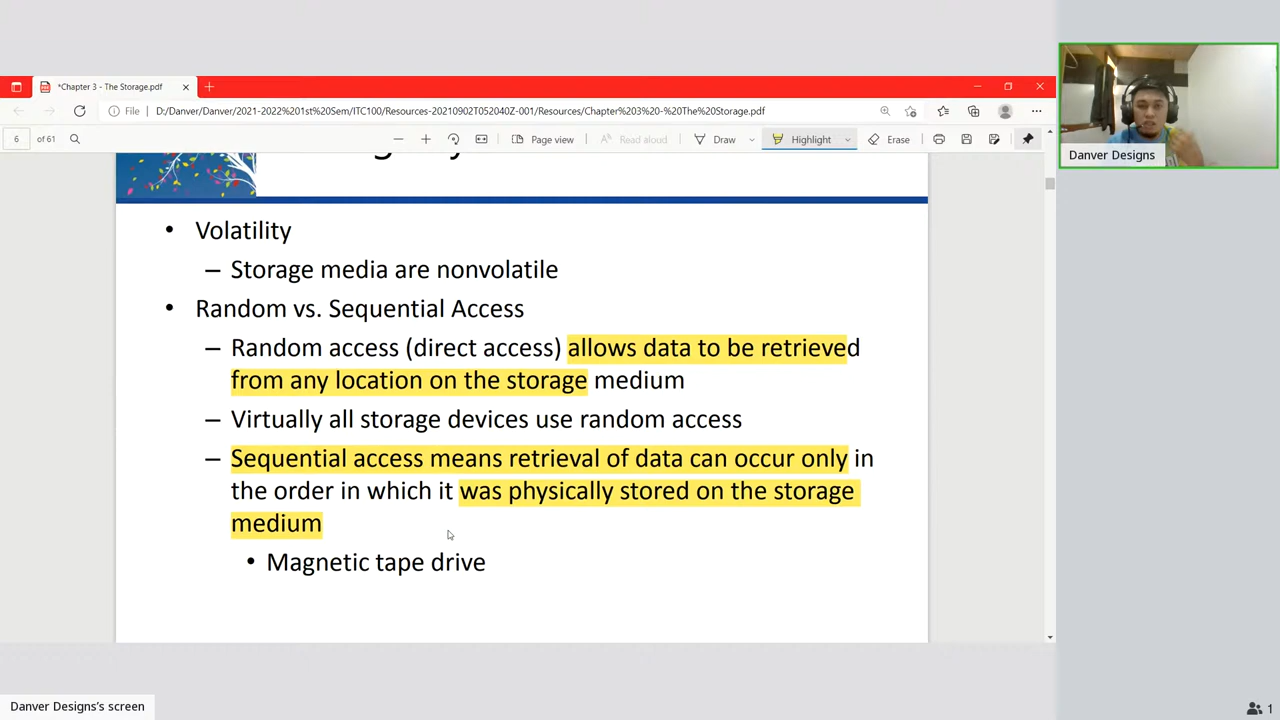 *Chapter 3 - The Storage.pdf
File
D:/Danver/Danver/2021-2022%201st%20Sem/ITC100/Resources-20210902T052040Z-001/Resources/Chapter%203%20-%20The%20Storage.pdf
6 of 61
Page view
Read aloud
Draw
Highlight
Erase
• Volatility
– Storage media are nonvolatile
• Random vs. Sequential Access
– Random access (direct access) allows data to be retrieved
from any location on the storage medium
– Virtually all storage devices use random access
– Sequential access means retrieval of data can occur only in
the order in which it was physically stored on the storage
medium
• Magnetic tape drive
Danver Designs
Danver Designs's screen
1